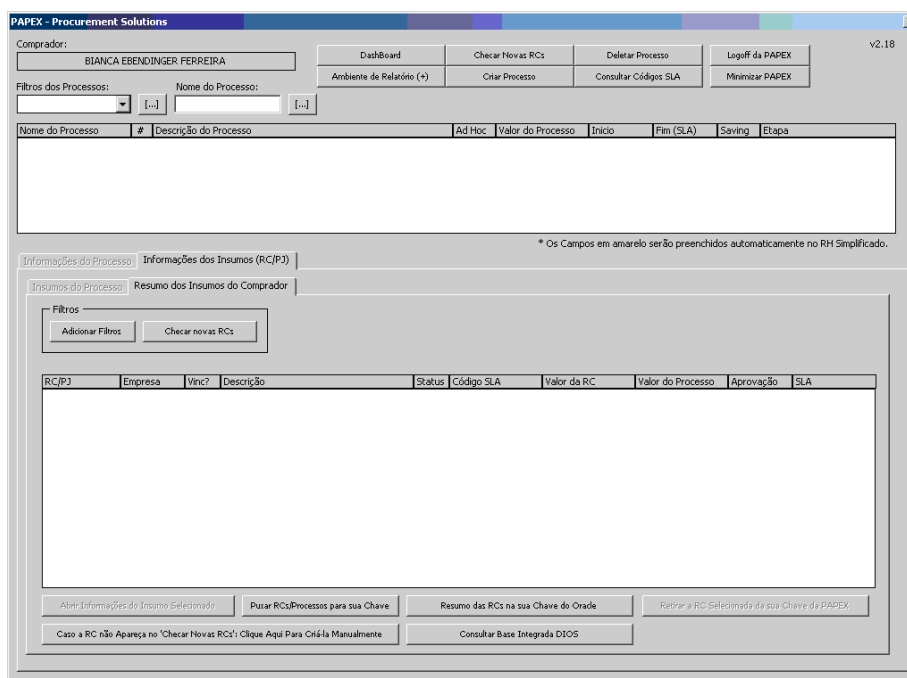 PAPEX - Procurement Solutions
Comprador:
BIANCA EBENDINGER FERREIRA
v2.18
DashBoard
Checar Novas RCs
Deletar Processo
Logoff da PAPEX
Ambiente de Relatório (+)
Criar Processo
Consultar Códigos SLA
Minimizar PAPEX
Filtros dos Processos:
Nome do Processo:
[...]
[...]
Nome do Processo # Descrição do Processo Ad Hoc Valor do Processo Inicio Fim (SLA) Saving Etapa
* Os Campos em amarelo serão preenchidos automaticamente no RH Simplificado.
Informações do Processo Informações dos Insumos (RC/PJ)
Insumos do Processo Resumo dos Insumos do Comprador
Filtros
Adicionar Filtros
Checar novas RCs
RC/PJ Empresa Vinc? Descrição Status Código SLA Valor da RC Valor do Processo Aprovação SLA
Abrir Informações do Insumo Selecionado
Puxar RCs/Processos para sua Chave
Resumo das RCs na sua Chave do Oracle
Retirar a RC Selecionada da sua Chave da PAPEX
Caso a RC não Apareça no 'Checar Novas RCs': Clique Aqui Para Criá-la Manualmente
Consultar Base Integrada DIOS